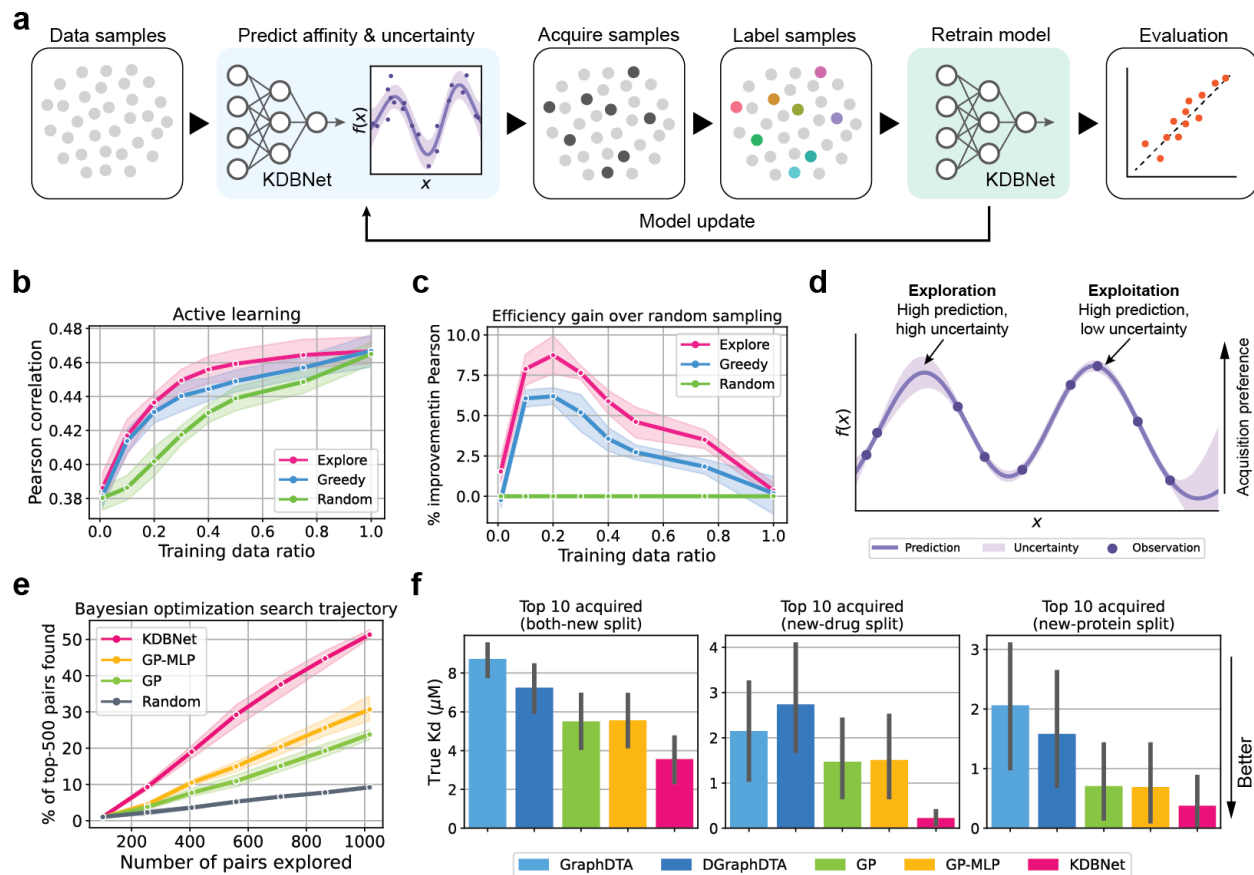 a
Data samples
Predict affinity & uncertainty
Acquire samples
Label samples
Retrain model
Evaluation
f(x)
x
KDBNet
KDBNet
Model update
b
Active learning
Pearson correlation
0.48
0.46
0.44
0.42
0.40
0.38
Explore
Greedy
Random
0.0 0.2 0.4 0.6 0.8 1.0
Training data ratio
c
Efficiency gain over random sampling
% improvementin Pearson
10.0
7.5
5.0
2.5
0.0
Explore
Greedy
Random
0.0 0.2 0.4 0.6 0.8 1.0
Training data ratio
d
Exploration
High prediction,
high uncertainty
Exploitation
High prediction,
low uncertainty
f(x)
x
Acquisition preference
Prediction Uncertainty Observation
e
Bayesian optimization search trajectory
% of top-500 pairs found
50
40
30
20
10
0
KDBNet
GP-MLP
GP
Random
200 400 600 800 1000
Number of pairs explored
f
Top 10 acquired
(both-new split)
True Kd (μM)
8
6
4
2
0
Top 10 acquired
(new-drug split)
4
3
2
1
0
Top 10 acquired
(new-protein split)
3
2
1
0
Better
GraphDTA DGraphDTA GP GP-MLP KDBNet